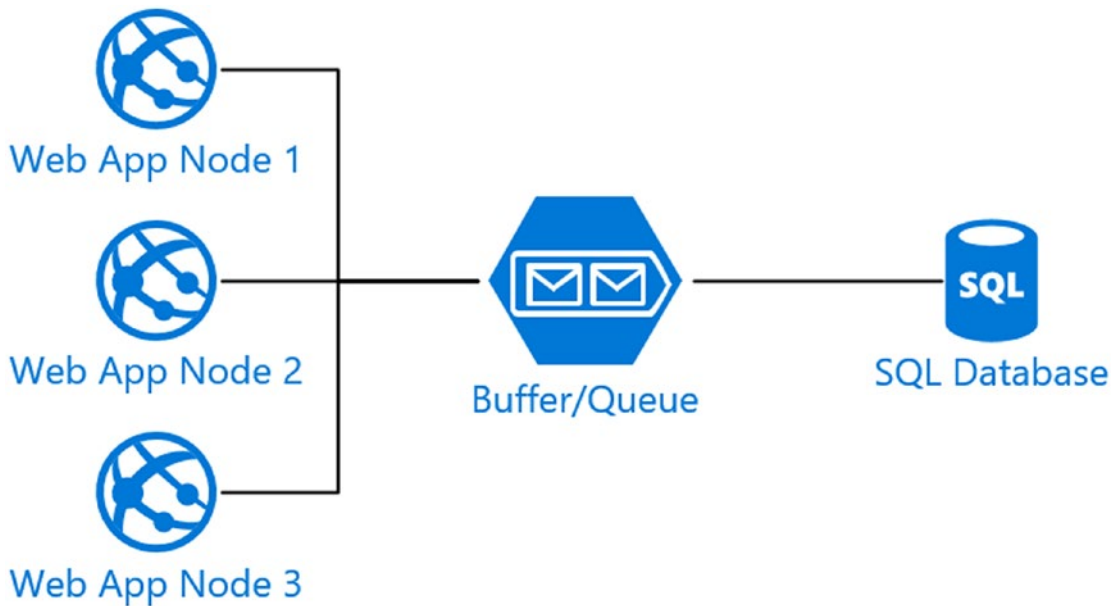 Web App Node 1
Web App Node 2
Buffer/Queue
SQL
SQL Database
Web App Node 3